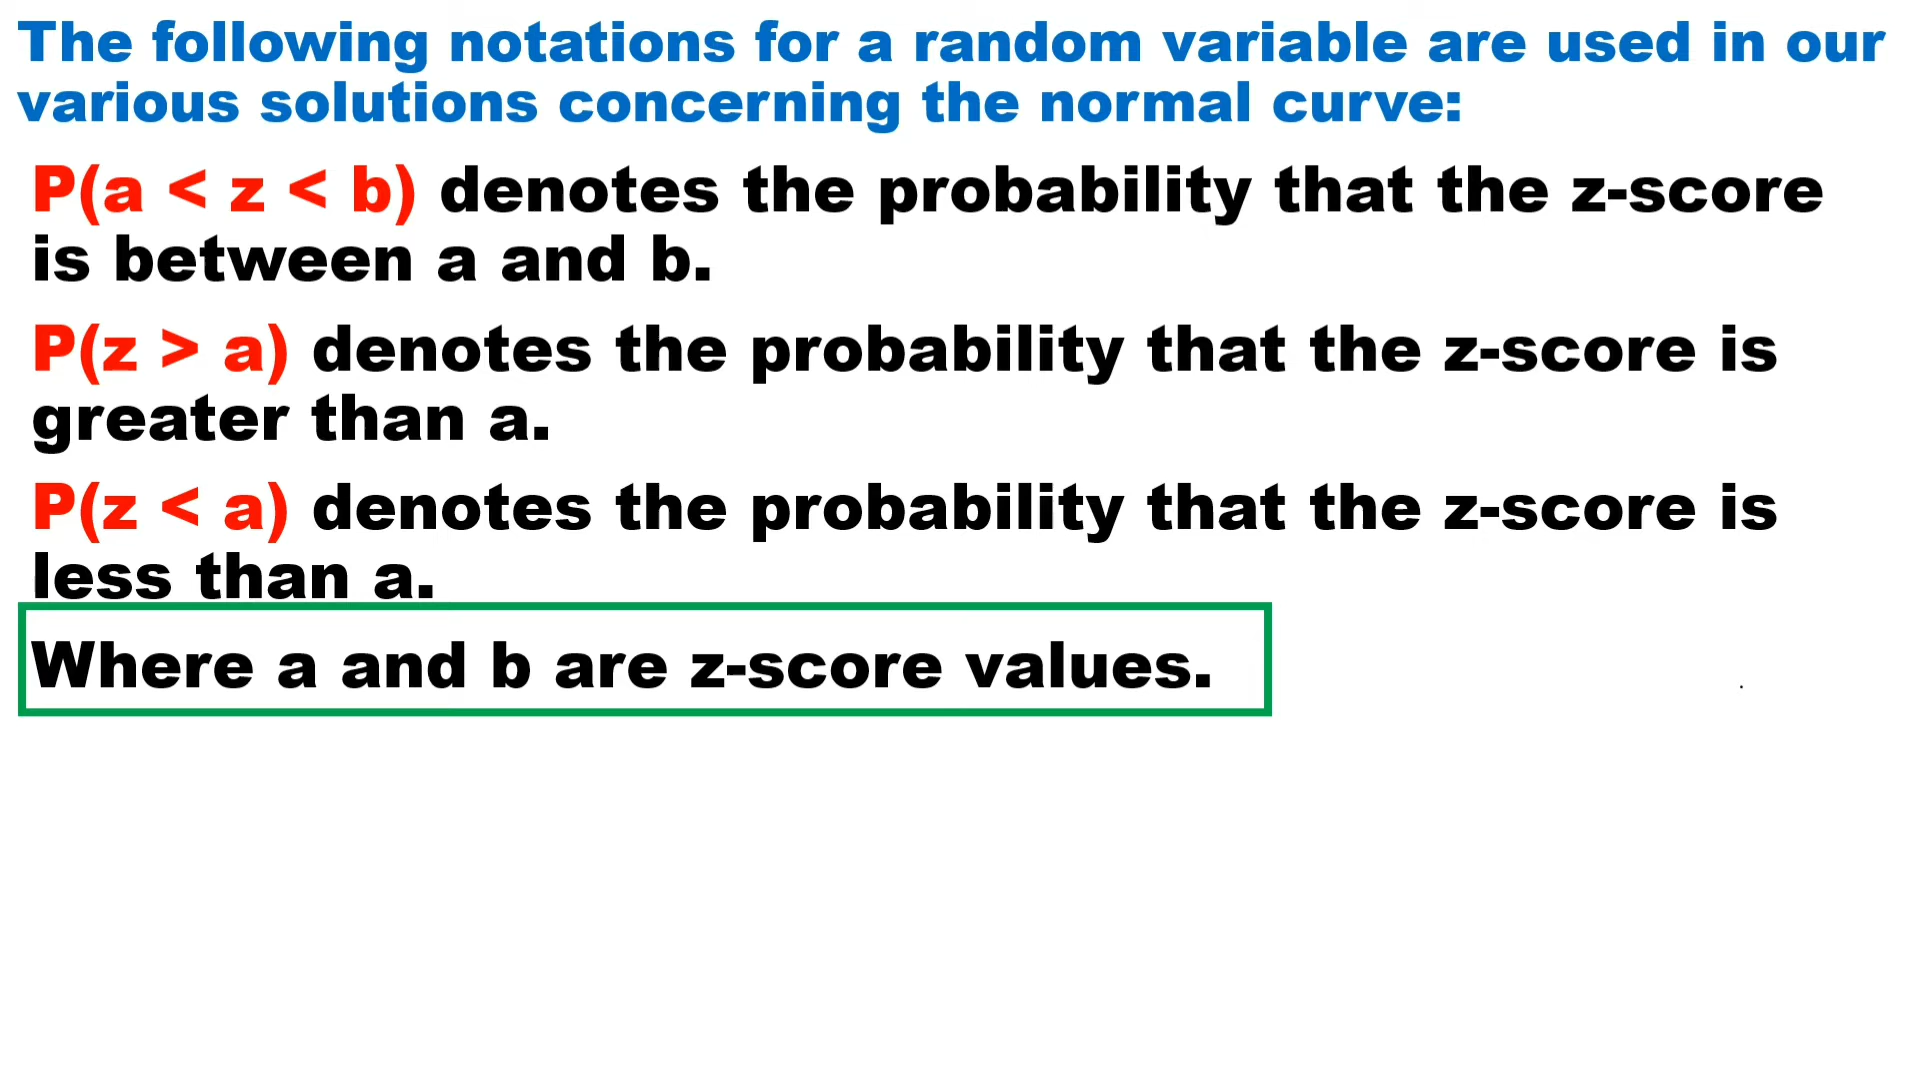 The following notations for a random variable are used in our
various solutions concerning the normal curve:
P(a < z < b) denotes the probability that the z-score
is between a and b.
P(z > a) denotes the probability that the z-score is
greater than a.
P(z < a) denotes the probability that the z-score is
less than a.
Where a and b are z-score values.